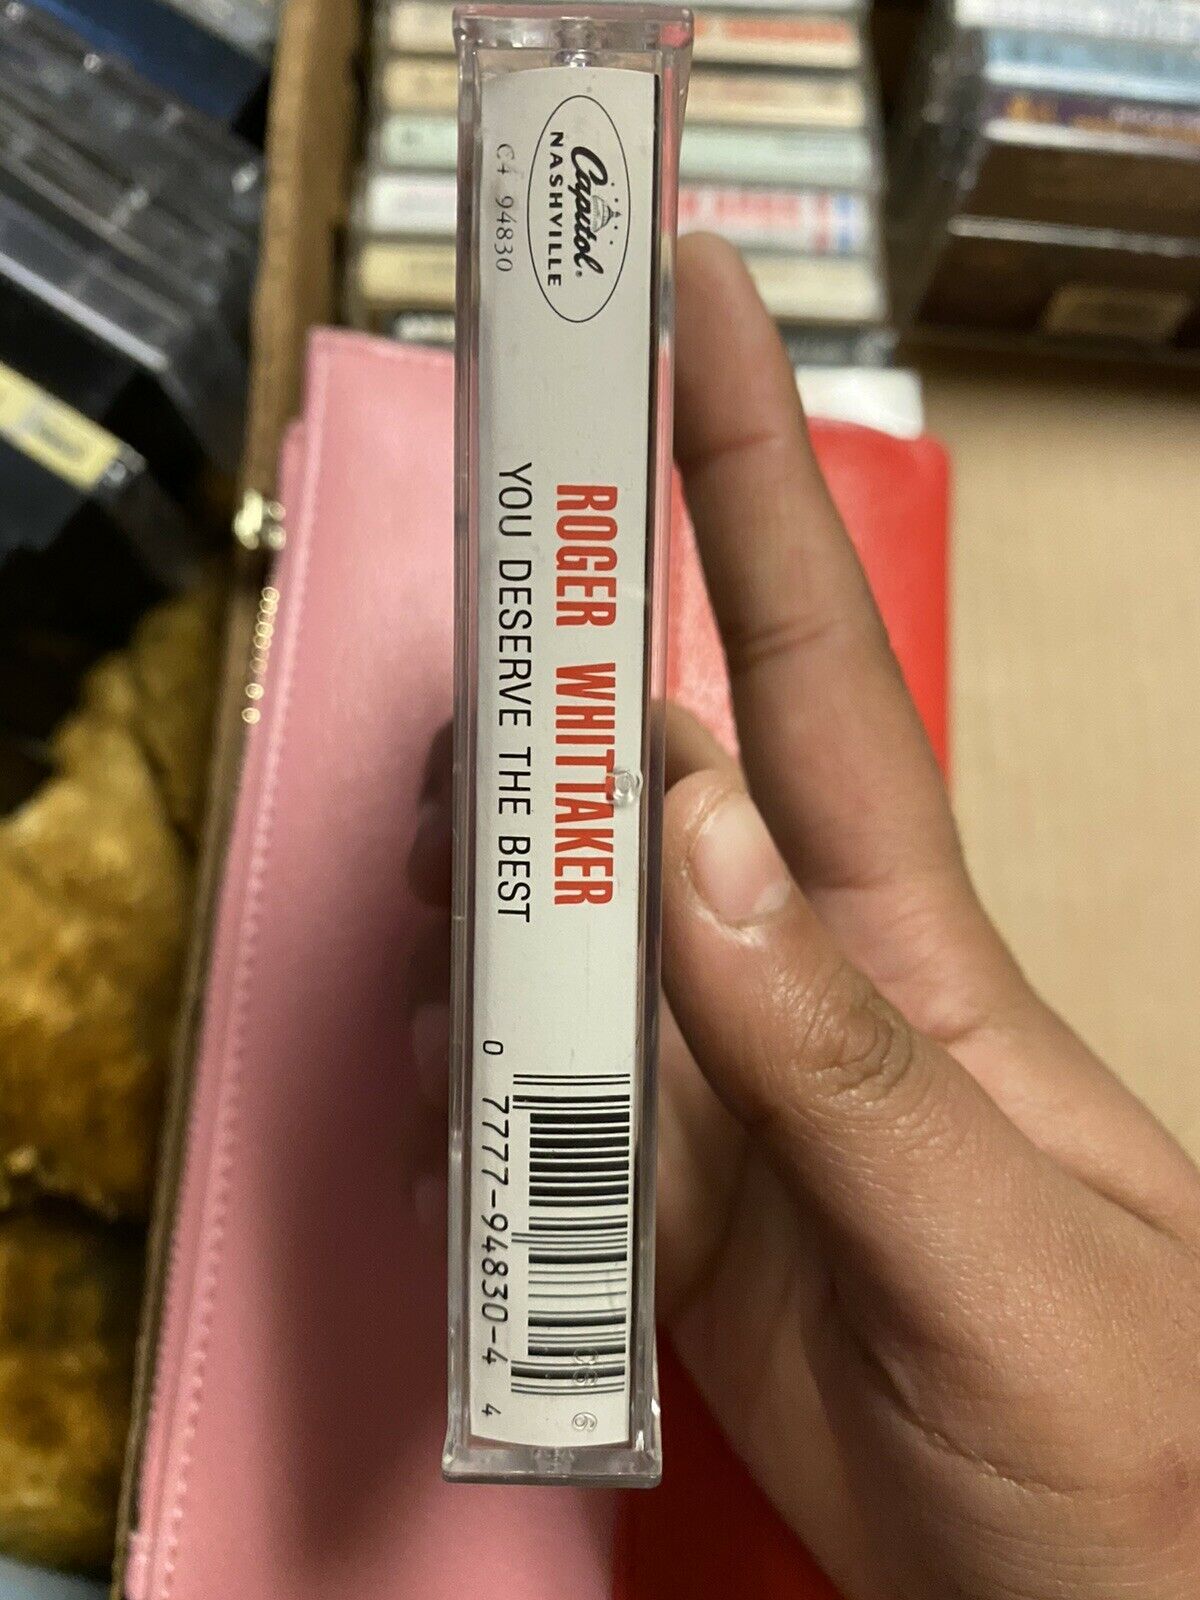 Capitol®
NASHVILLE
C4 94830
ROGER WHITTAKER
YOU DESERVE THE BEST
0 7777-94830-4 4